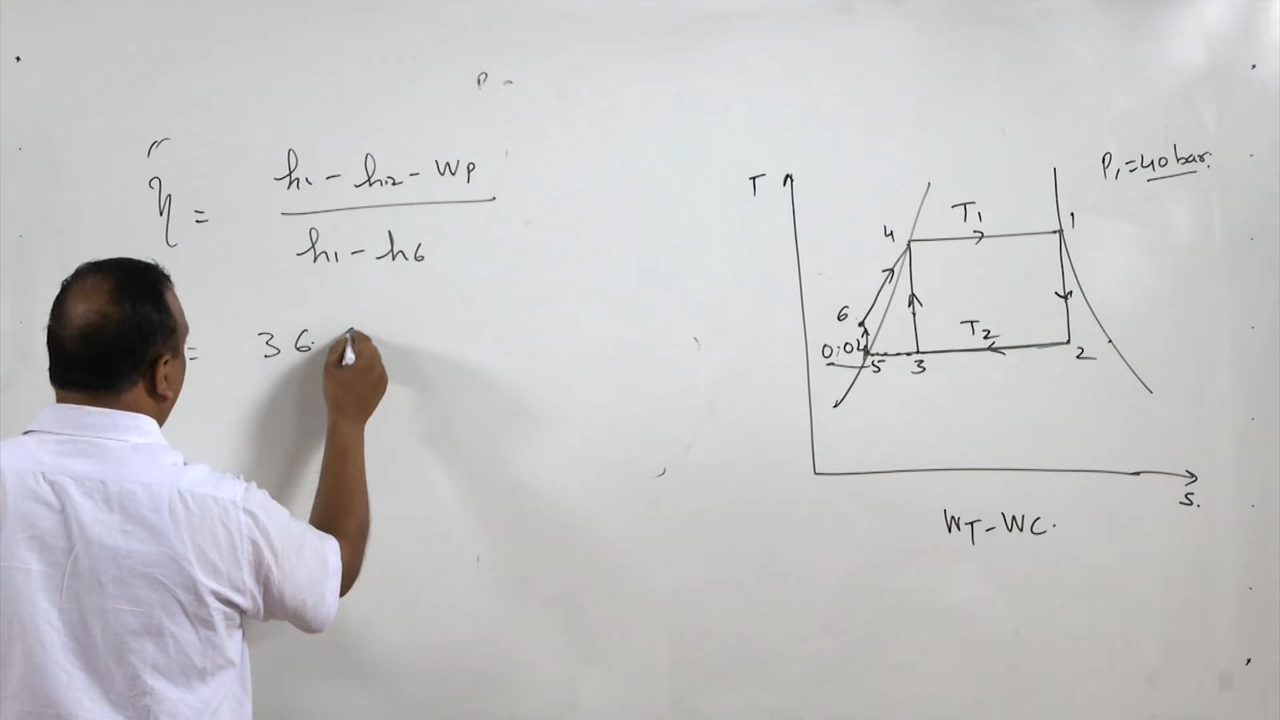 P =
η = h₁ - h₂ - WP
h₁ - h6
= 36.
P₁ = 40 bar.
T
4
T₁
1
6
T₂
0.04
5
3
2
S.
WT - WC.